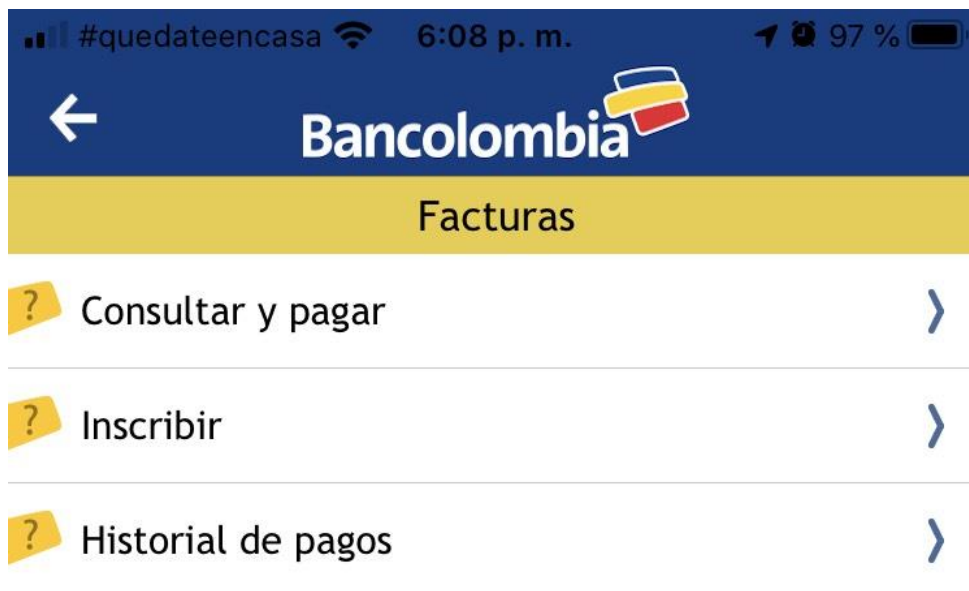 #quedateencasa 6:08 p. m. 97 %
Bancolombia
Facturas
? Consultar y pagar
? Inscribir
? Historial de pagos